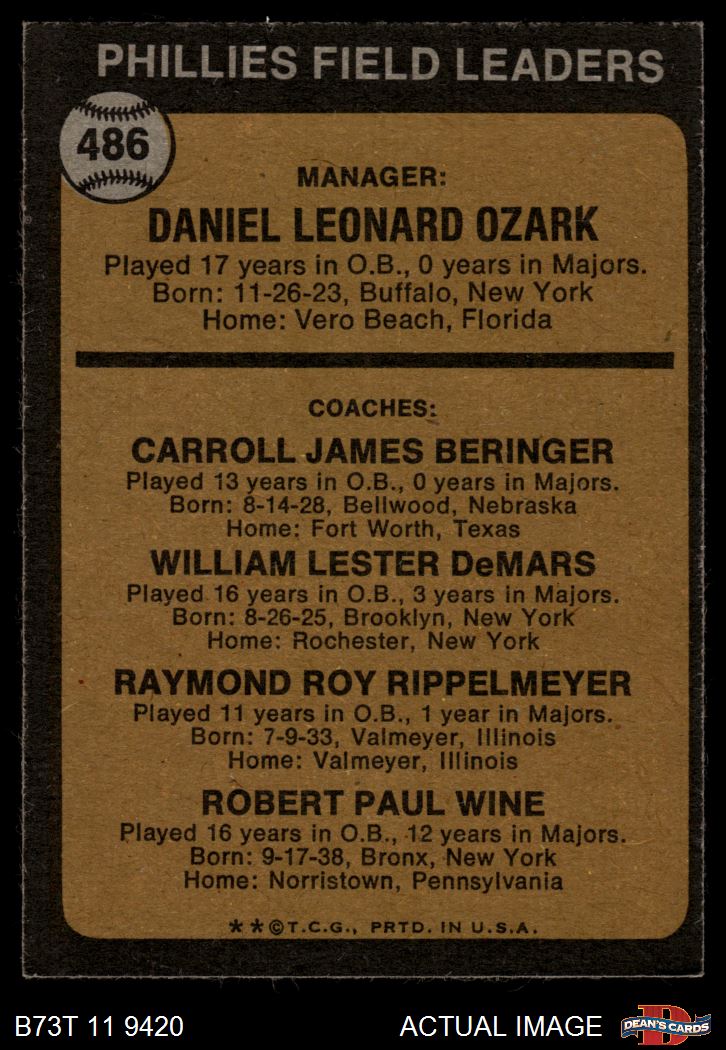 PHILLIES FIELD LEADERS
486
MANAGER:
DANIEL LEONARD OZARK
Played 17 years in O.B., 0 years in Majors.
Born: 11-26-23, Buffalo, New York
Home: Vero Beach, Florida
COACHES:
CARROLL JAMES BERINGER
Played 13 years in O.B., 0 years in Majors.
Born: 8-14-28, Bellwood, Nebraska
Home: Fort Worth, Texas
WILLIAM LESTER DeMARS
Played 16 years in O.B., 3 years in Majors.
Born: 8-26-25, Brooklyn, New York
Home: Rochester, New York
RAYMOND ROY RIPPELMEYER
Played 11 years in O.B., 1 year in Majors.
Born: 7-9-33, Valmeyer, Illinois
Home: Valmeyer, Illinois
ROBERT PAUL WINE
Played 16 years in O.B., 12 years in Majors.
Born: 9-17-38, Bronx, New York
Home: Norristown, Pennsylvania
**©T.C.G., PRTD. IN U.S.A.
B73T 11 9420 ACTUAL IMAGE D DEAN'S CARDS